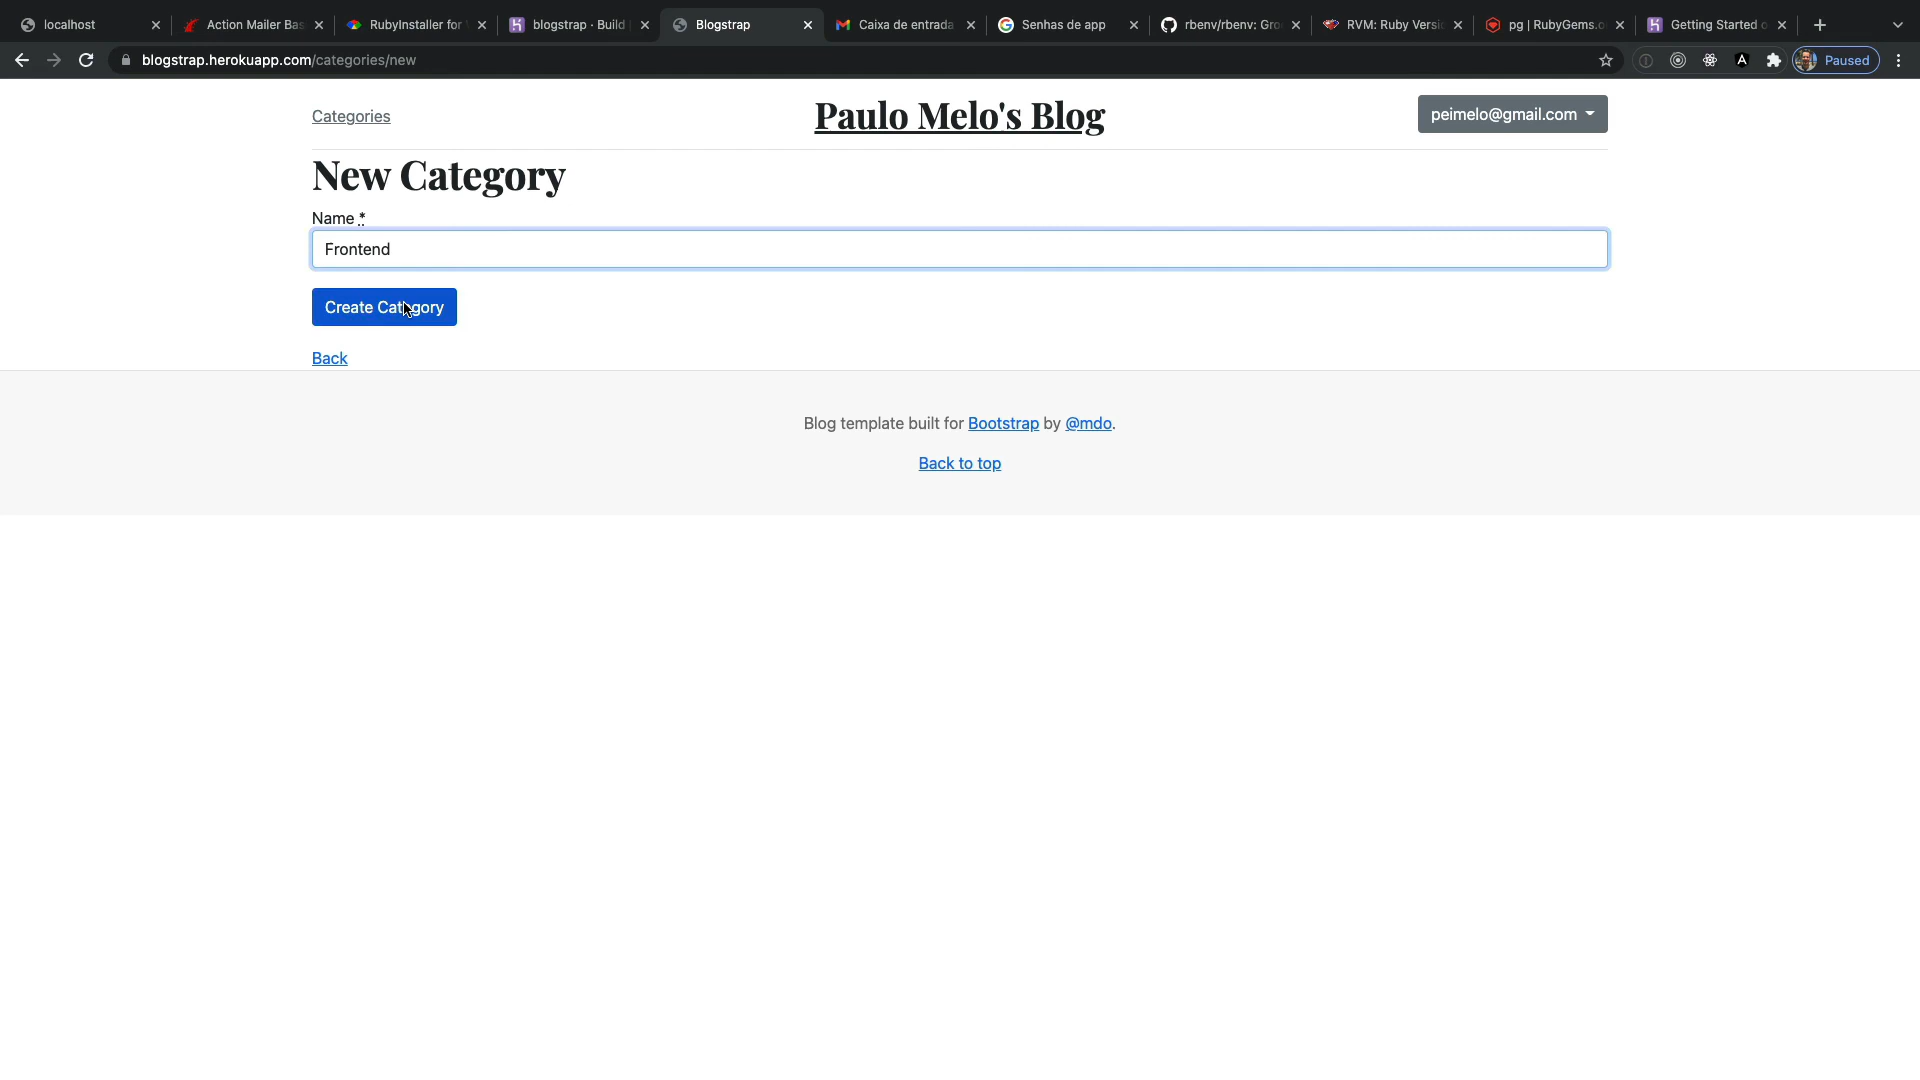 localhost
Action Mailer Bas
RubyInstaller for
blogstrap · Build
Blogstrap
Caixa de entrada
Senhas de app
rbenv/rbenv: Gro
RVM: Ruby Versi
pg | RubyGems.o
Getting Started o
blogstrap.herokuapp.com/categories/new
Paused
Categories
Paulo Melo's Blog
peimelo@gmail.com
New Category
Name *
Frontend
Create Category
Back
Blog template built for Bootstrap by @mdo.
Back to top